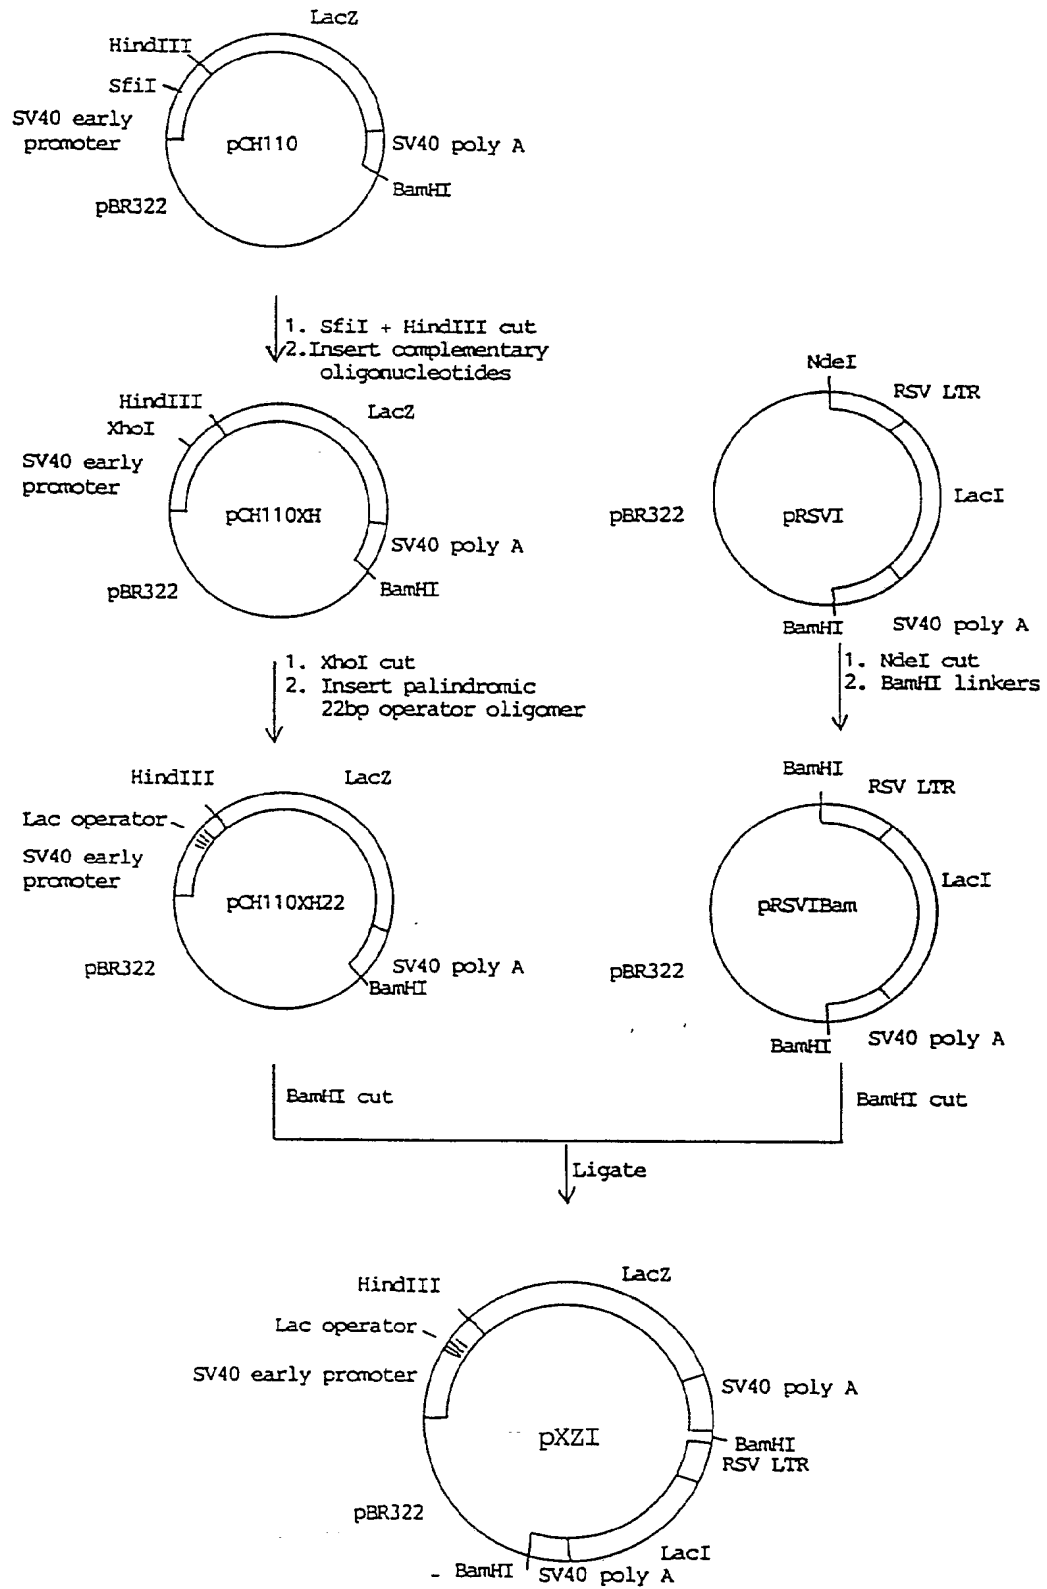 LacZ
HindIII
SfiI
SV40 early
promoter
pCH110
SV40 poly A
BamHI
pBR322
1. SfiI + HindIII cut
2.Insert complementary
oligonucleotides
HindIII
LacZ
XhoI
SV40 early
promoter
pCH110XH
SV40 poly A
BamHI
pBR322
NdeI
RSV LTR
LacI
pBR322
pRSVI
BamHI
SV40 poly A
1. XhoI cut
2. Insert palindromic
22bp operator oligomer
1. NdeI cut
2. BamHI linkers
HindIII
LacZ
Lac operator
SV40 early
promoter
pCH110XH22
pBR322
SV40 poly A
BamHI
BamHI
RSV LTR
LacI
pRSVIBam
pBR322
BamHI
SV40 poly A
BamHI cut
BamHI cut
Ligate
LacZ
HindIII
Lac operator
SV40 early promoter
SV40 poly A
pXZI
BamHI
RSV LTR
pBR322
LacI
BamHI
SV40 poly A